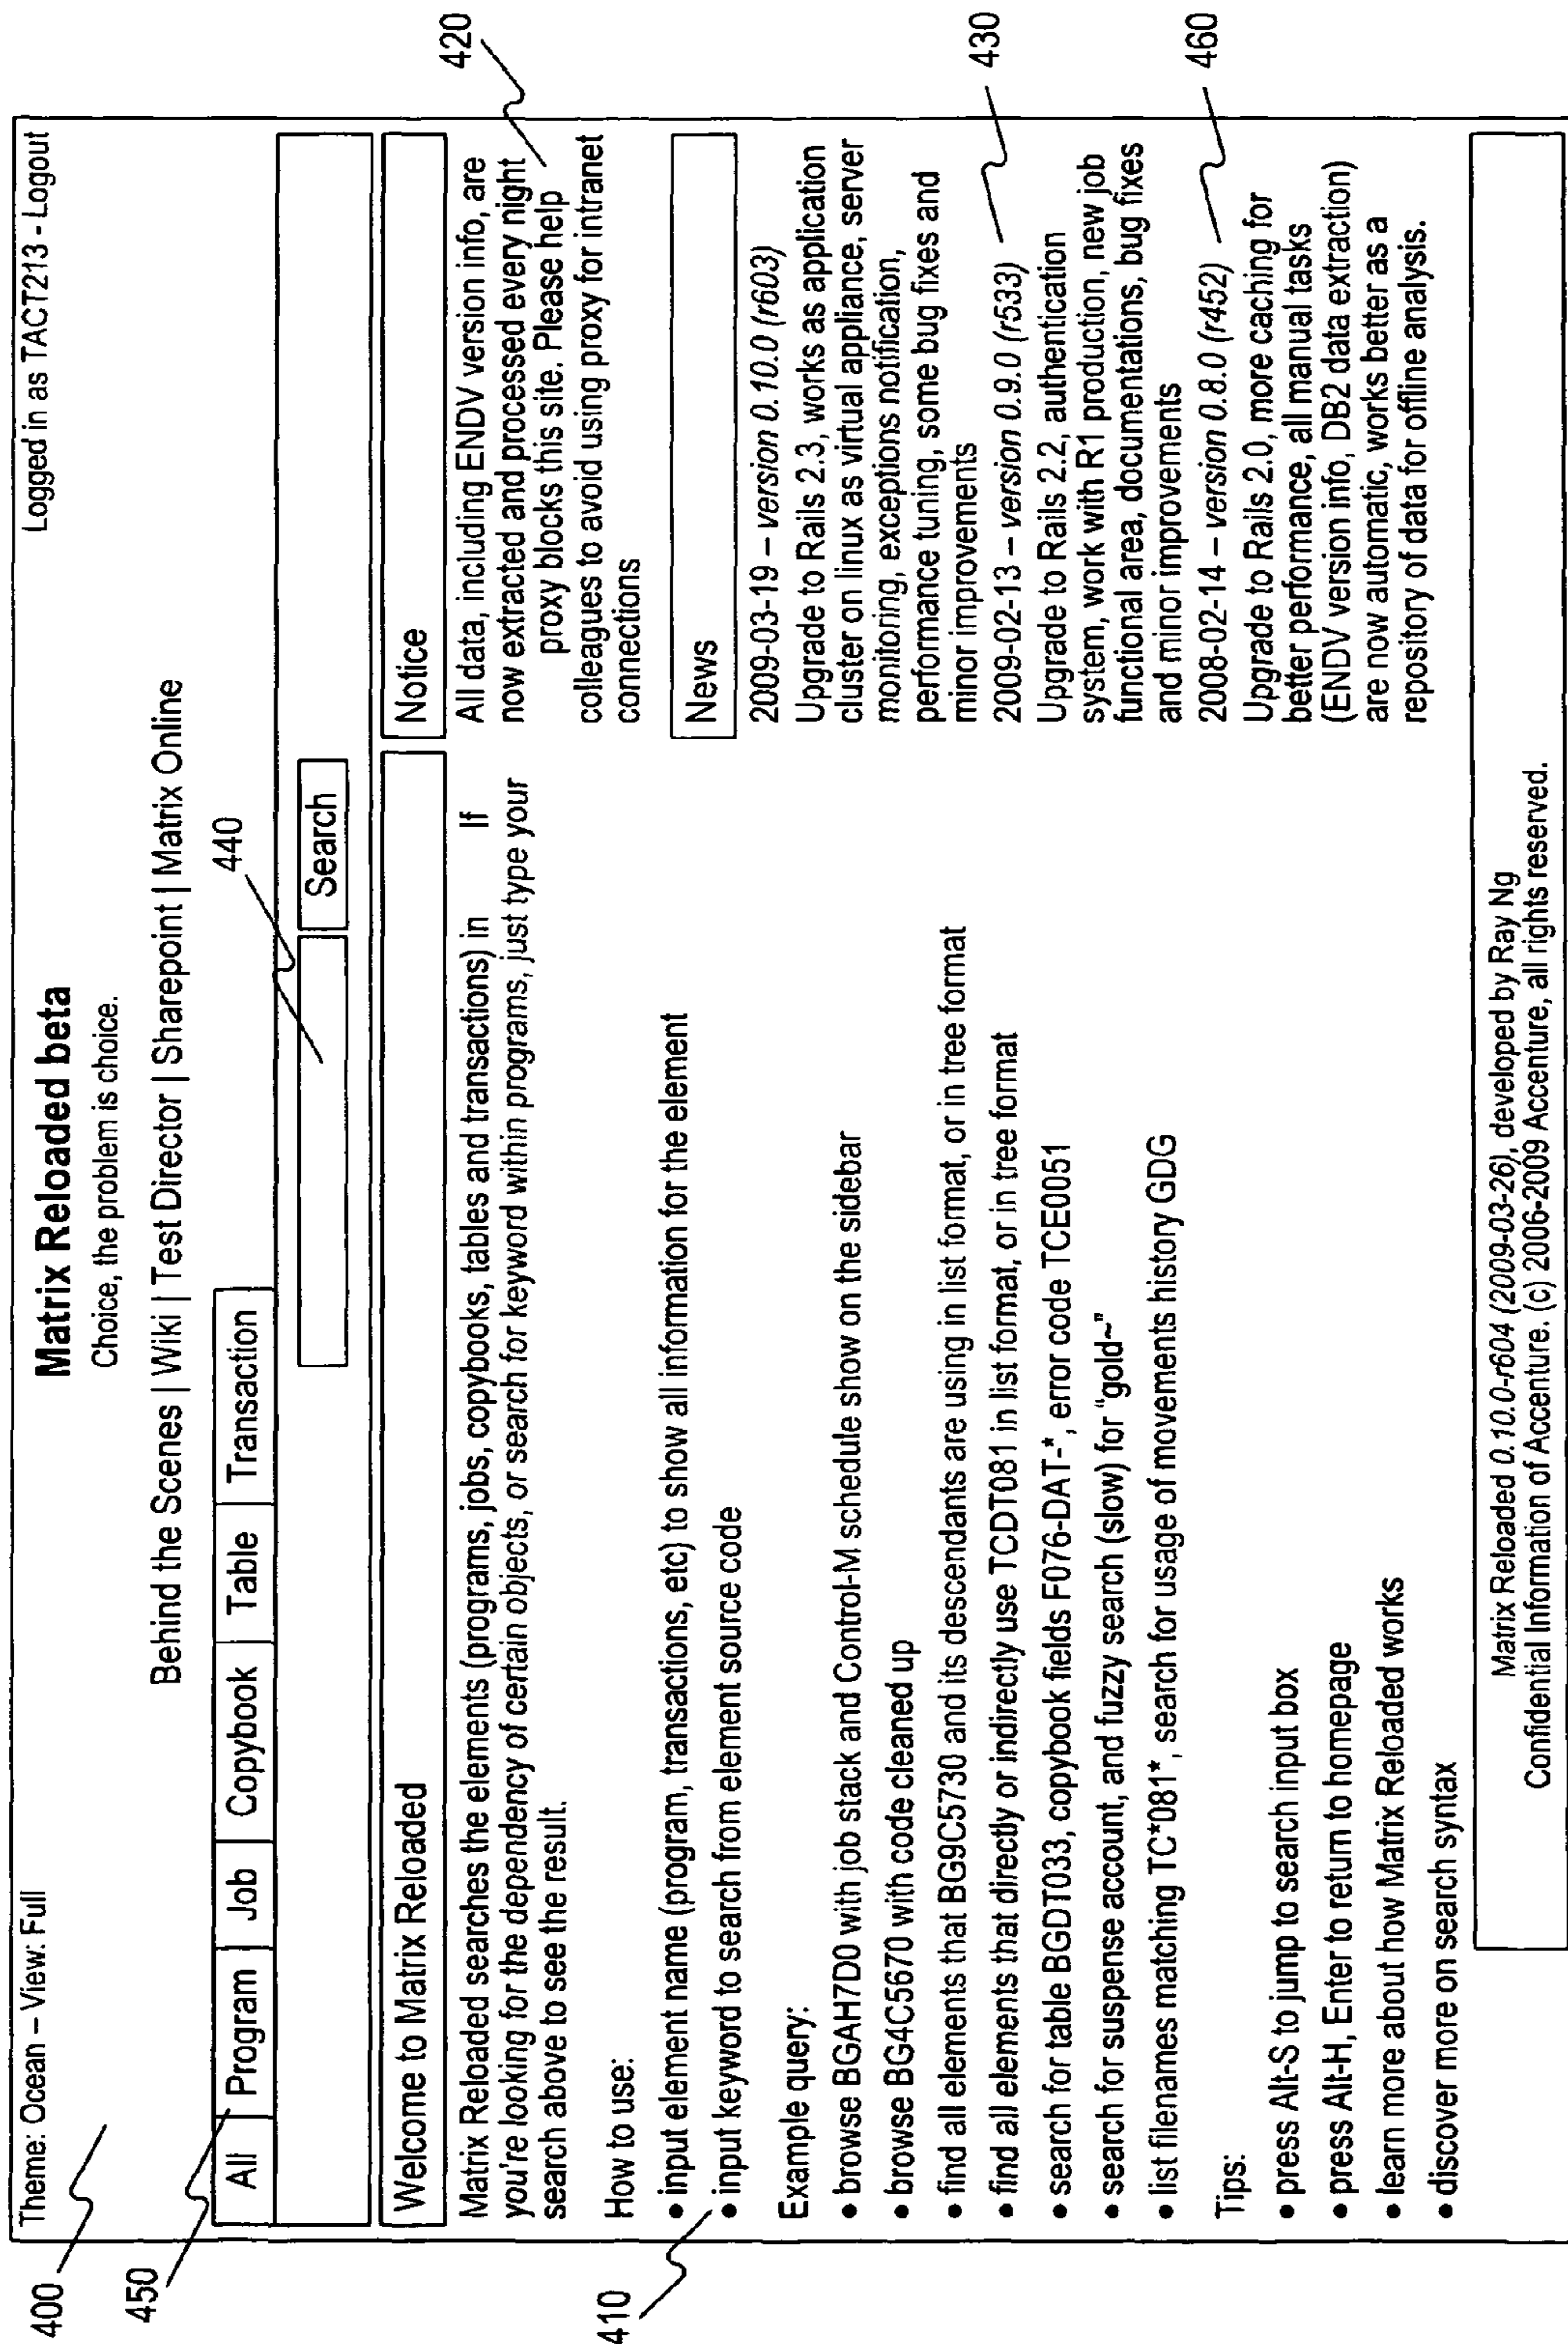 Theme: Ocean – View: Full
Logged in as TACT213 - Logout
Matrix Reloaded beta
Choice, the problem is choice.
Behind the Scenes | Wiki | Test Director | Sharepoint | Matrix Online
400
450
440
All Program Job Copybook Table Transaction
Search
Welcome to Matrix Reloaded
Matrix Reloaded searches the elements (programs, jobs, copybooks, tables and transactions) in If
you're looking for the dependency of certain objects, or search for keyword within programs, just type your
search above to see the result.
How to use:
• input element name (program, transactions, etc) to show all information for the element
• input keyword to search from element source code
410
Example query:
• browse BGAH7D0 with job stack and Control-M schedule show on the sidebar
• browse BG4C5670 with code cleaned up
• find all elements that BG9C5730 and its descendants are using in list format, or in tree format
• find all elements that directly or indirectly use TCDT081 in list format, or in tree format
• search for table BGDT033, copybook fields F076-DAT-*, error code TCE0051
• search for suspense account, and fuzzy search (slow) for "gold~"
• list filenames matching TC*081*, search for usage of movements history GDG
Tips:
• press Alt-S to jump to search input box
• press Alt-H, Enter to return to homepage
• learn more about how Matrix Reloaded works
• discover more on search syntax
Notice
All data, including ENDV version info, are
now extracted and processed every night
proxy blocks this site. Please help
colleagues to avoid using proxy for intranet
connections
420
News
2009-03-19 – version 0.10.0 (r603)
Upgrade to Rails 2.3, works as application
cluster on linux as virtual appliance, server
monitoring, exceptions notification,
performance tuning, some bug fixes and
minor improvements
2009-02-13 – version 0.9.0 (r533)
430
Upgrade to Rails 2.2, authentication
system, work with R1 production, new job
functional area, documentations, bug fixes
and minor improvements
2008-02-14 – version 0.8.0 (r452)
460
Upgrade to Rails 2.0, more caching for
better performance, all manual tasks
(ENDV version info, DB2 data extraction)
are now automatic, works better as a
repository of data for offline analysis.
Matrix Reloaded 0.10.0-r604 (2009-03-26), developed by Ray Ng
Confidential Information of Accenture. (c) 2006-2009 Accenture, all rights reserved.